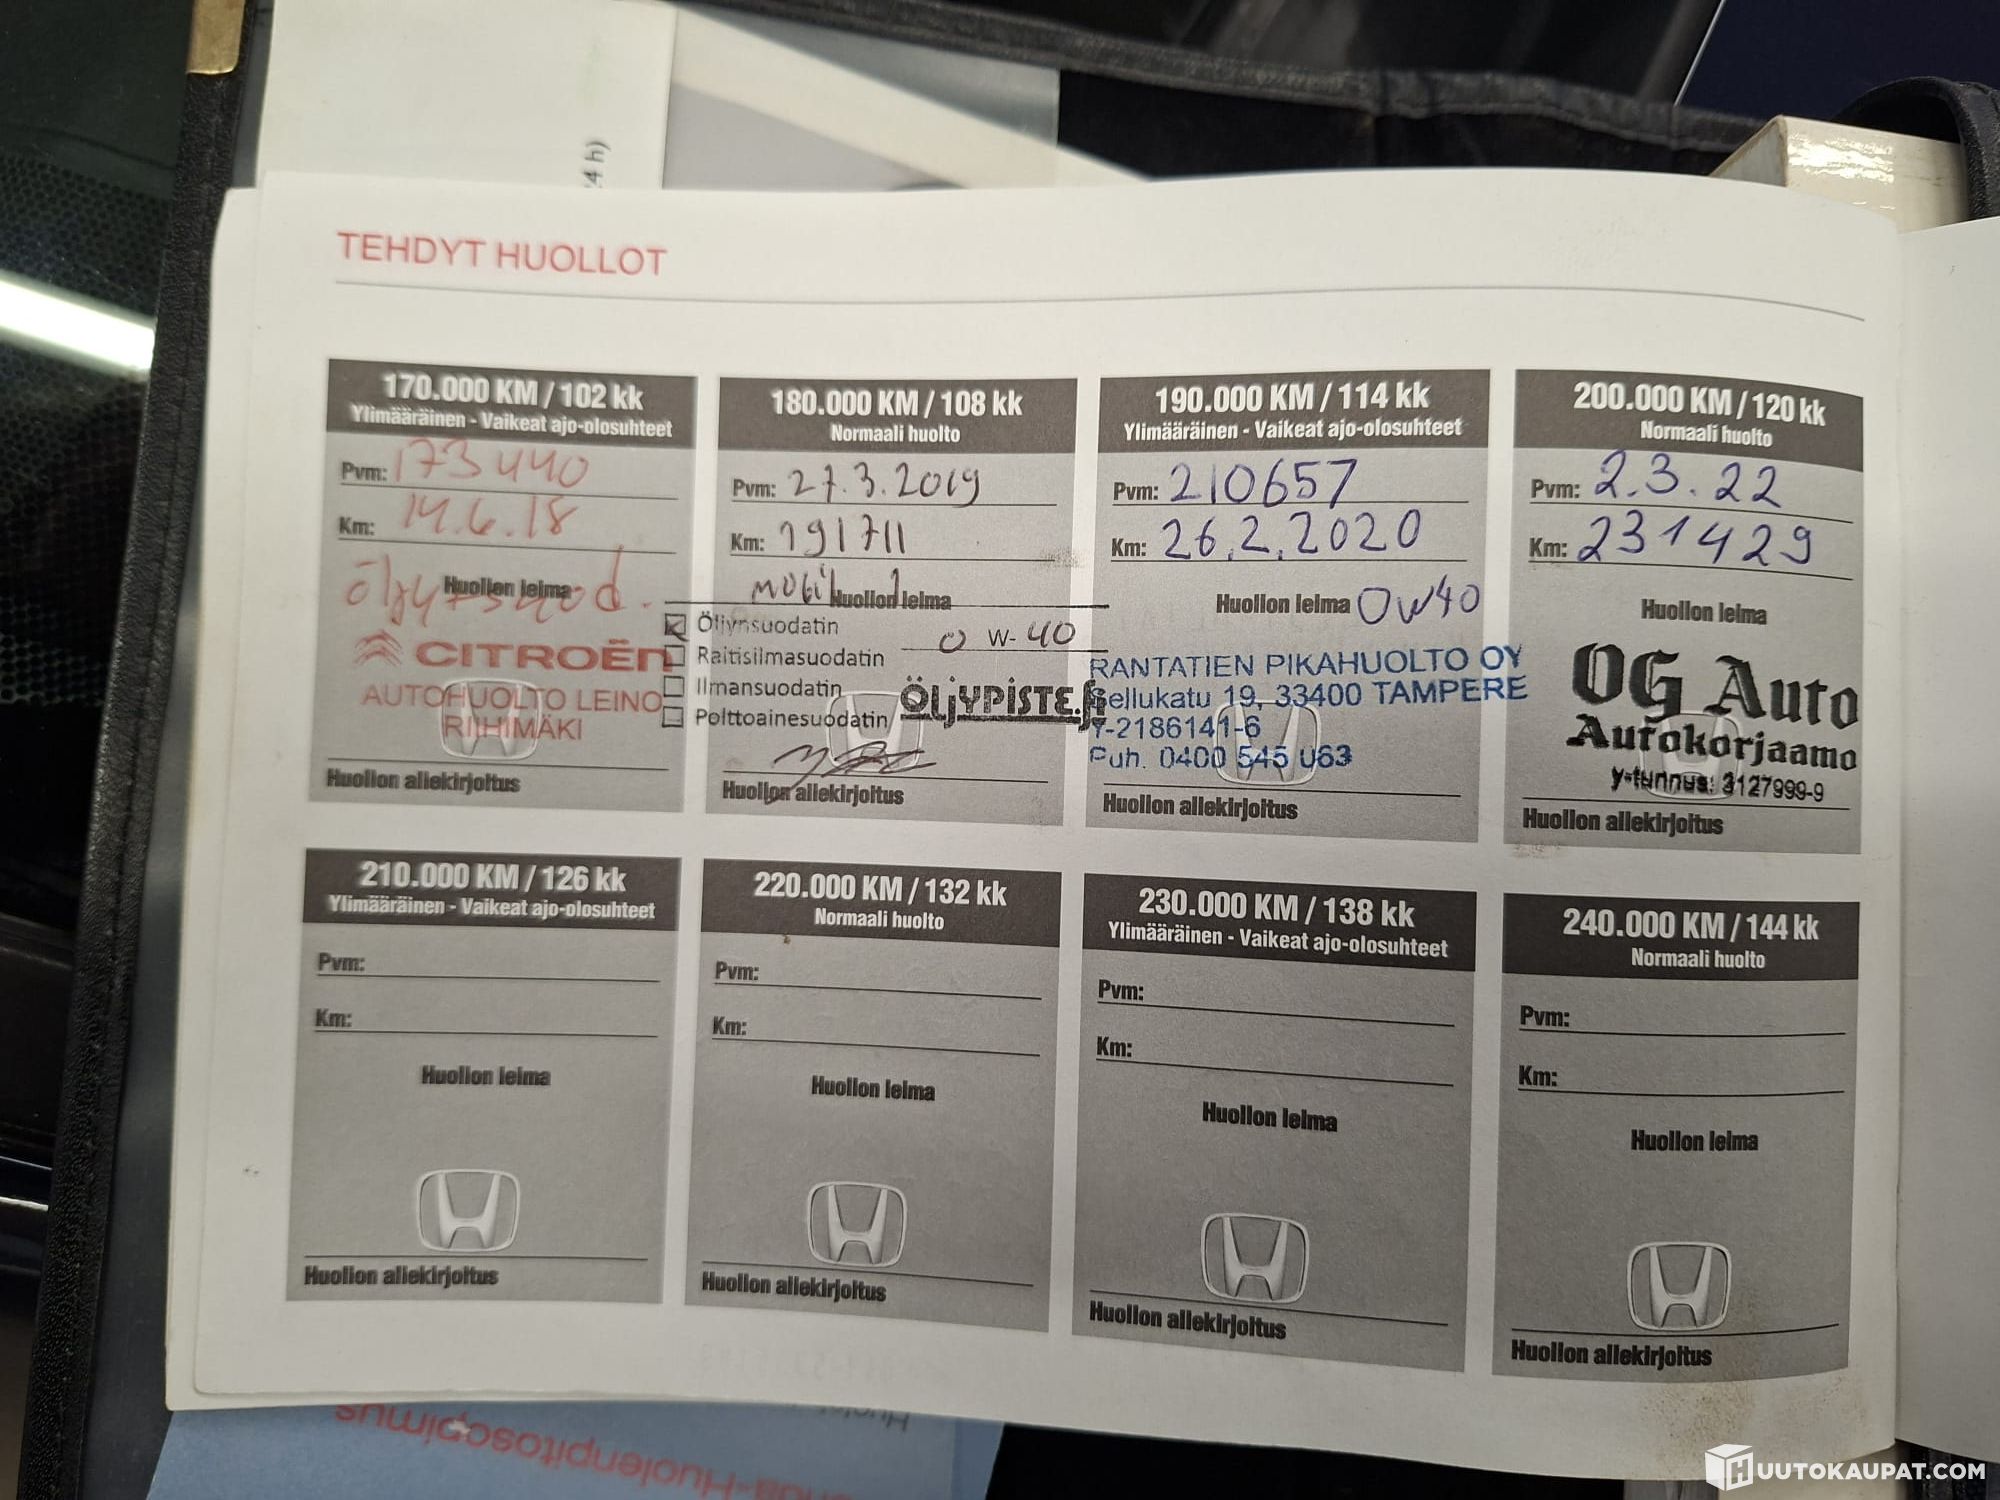 4 h)
TEHDYT HUOLLOT
170.000 KM / 102 kk
Ylimääräinen - Vaikeat ajo-olosuhteet
Pvm: 173440
Km: 14.6.18
Huollon leima
öljy + suod.
CITROËN
AUTOHUOLTO LEINO
RIIHIMÄKI
Huollon allekirjoitus
180.000 KM / 108 kk
Normaali huolto
Pvm: 27.3.2019
Km: 191711
Huollon leima
mobil 1
Öljynsuodatin
0 W-40
Raitisilmasuodatin
Ilmansuodatin
Polttoainesuodatin
ÖLJYPISTE.fi
Huollon allekirjoitus
190.000 KM / 114 kk
Ylimääräinen - Vaikeat ajo-olosuhteet
Pvm: 210657
Km: 26.2.2020
Huollon leima 0W40
RANTATIEN PIKAHUOLTO OY
Sellukatu 19, 33400 TAMPERE
Y-2186141-6
Puh. 0400 545 063
Huollon allekirjoitus
200.000 KM / 120 kk
Normaali huolto
Pvm: 2.3.22
Km: 231429
Huollon leima
OG Auto
Autokorjaamo
y-tunnus: 3127999-9
Huollon allekirjoitus
210.000 KM / 126 kk
Ylimääräinen - Vaikeat ajo-olosuhteet
Pvm:
Km:
Huollon leima
Huollon allekirjoitus
220.000 KM / 132 kk
Normaali huolto
Pvm:
Km:
Huollon leima
Huollon allekirjoitus
230.000 KM / 138 kk
Ylimääräinen - Vaikeat ajo-olosuhteet
Pvm:
Km:
Huollon leima
Huollon allekirjoitus
240.000 KM / 144 kk
Normaali huolto
Pvm:
Km:
Huollon leima
Huollon allekirjoitus
nda-Huolenpitosopimus
HUUTOKAUPAT.COM